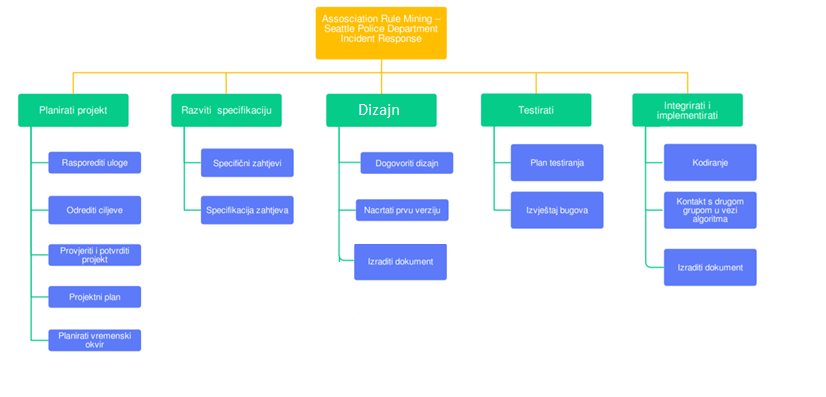 Assosciation Rule Mining –
Seattle Police Department
Incident Response
Planirati projekt
Rasporediti uloge
Odrediti ciljeve
Provjeriti i potvrditi
projekt
Projektni plan
Planirati vremenski
okvir
Razviti specifikaciju
Specifični zahtjevi
Specifikacija zahtjeva
Dizajn
Dogovoriti dizajn
Nacrtati prvu verziju
Izraditi dokument
Testirati
Plan testiranja
Izvještaj bugova
Integrirati i
implementirati
Kodiranje
Kontakt s drugom
grupom u vezi
algoritma
Izraditi dokument